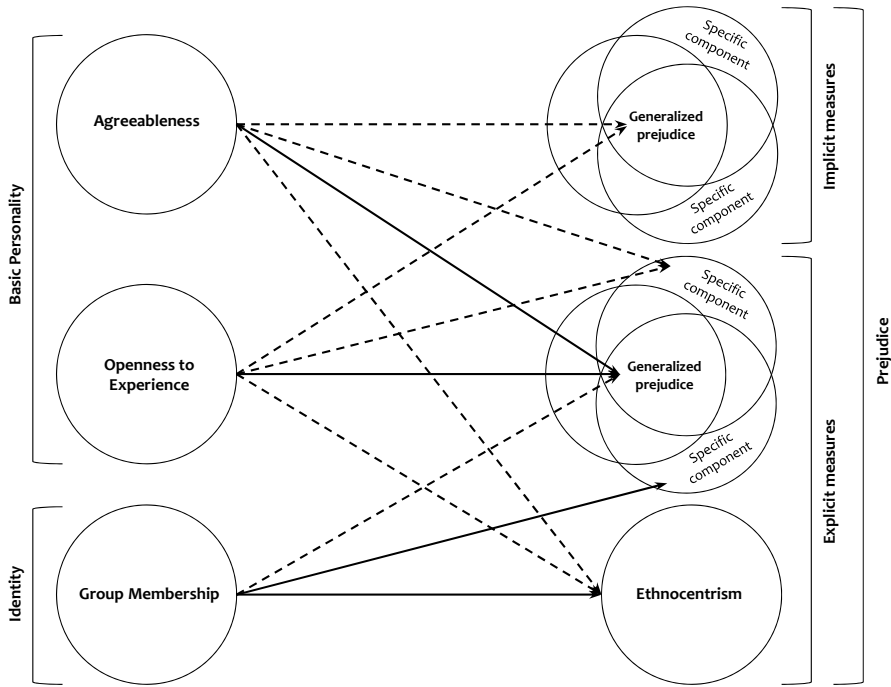 Basic Personality
Identity
Agreeableness
Openness to
Experience
Group Membership
Specific
component
Generalized
prejudice
Specific
component
Specific
component
Generalized
prejudice
Specific
component
Ethnocentrism
Implicit measures
Explicit measures
Prejudice